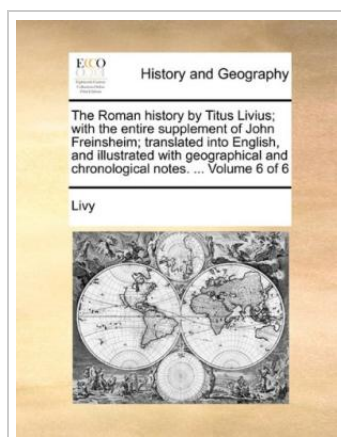 ECCO
History and Geography
The Roman history by Titus Livius;
with the entire supplement of John
Freinsheim; translated into English,
and illustrated with geographical and
chronological notes. ... Volume 6 of 6
Livy